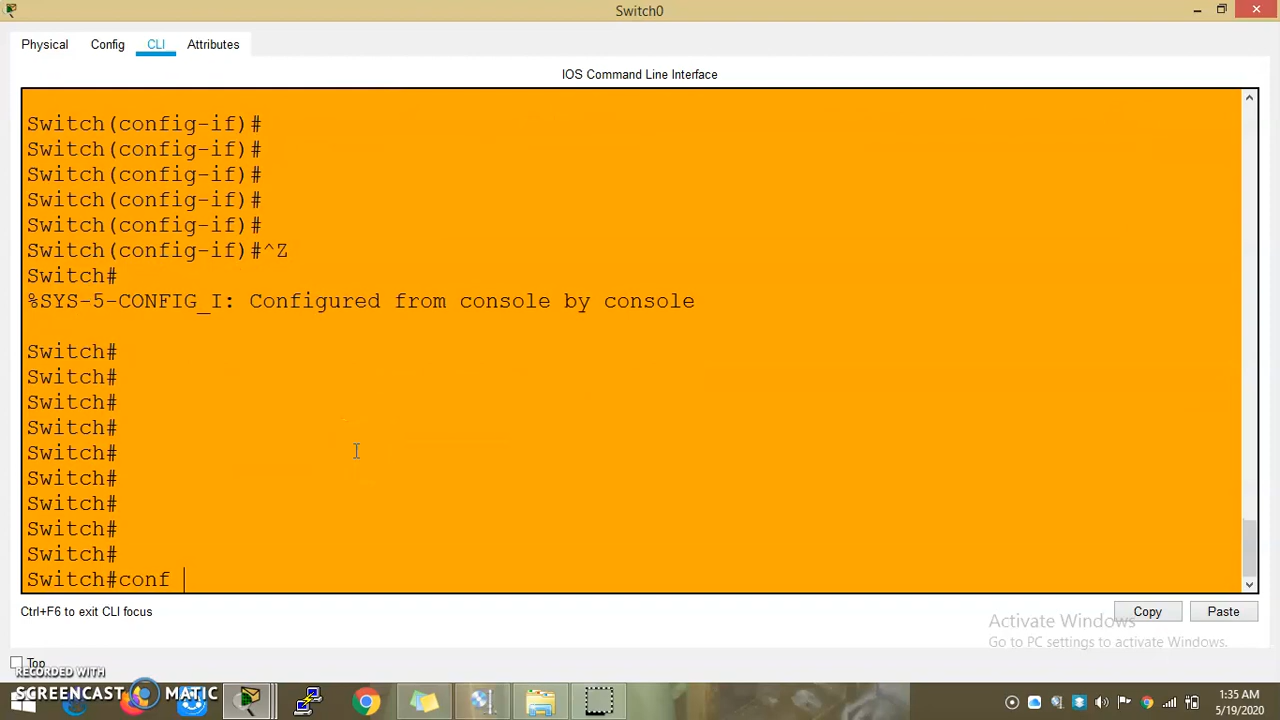 Switch0
Physical Config CLI Attributes
IOS Command Line Interface
Switch(config-if)#
Switch(config-if)#
Switch(config-if)#
Switch(config-if)#
Switch(config-if)#
Switch(config-if)#^Z
Switch#
%SYS-5-CONFIG_I: Configured from console by console
Switch#
Switch#
Switch#
Switch#
Switch#
Switch#
Switch#
Switch#
Switch#
Switch#conf
Ctrl+F6 to exit CLI focus
Copy Paste
Activate Windows
Go to PC settings to activate Windows.
Top
RECORDED WITH
SCREENCAST MATIC
1:35 AM
5/19/2020